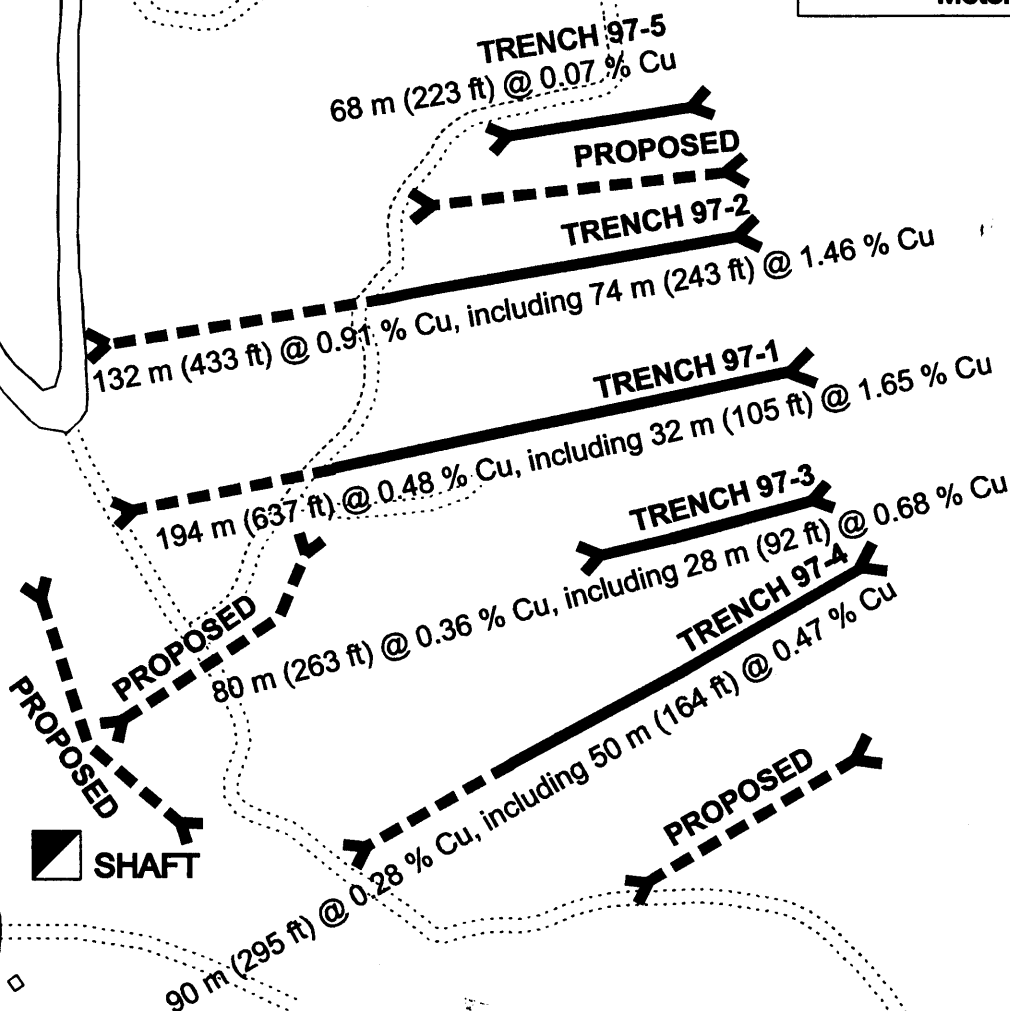 TRENCH 97-5
68 m (223 ft) @ 0.07 % Cu
PROPOSED
TRENCH 97-2
132 m (433 ft) @ 0.91 % Cu, including 74 m (243 ft) @ 1.46 % Cu
TRENCH 97-1
194 m (637 ft) @ 0.48 % Cu, including 32 m (105 ft) @ 1.65 % Cu
TRENCH 97-3
80 m (263 ft) @ 0.36 % Cu, including 28 m (92 ft) @ 0.68 % Cu
TRENCH 97-4
90 m (295 ft) @ 0.28 % Cu, including 50 m (164 ft) @ 0.47 % Cu
PROPOSED
PROPOSED
PROPOSED
SHAFT